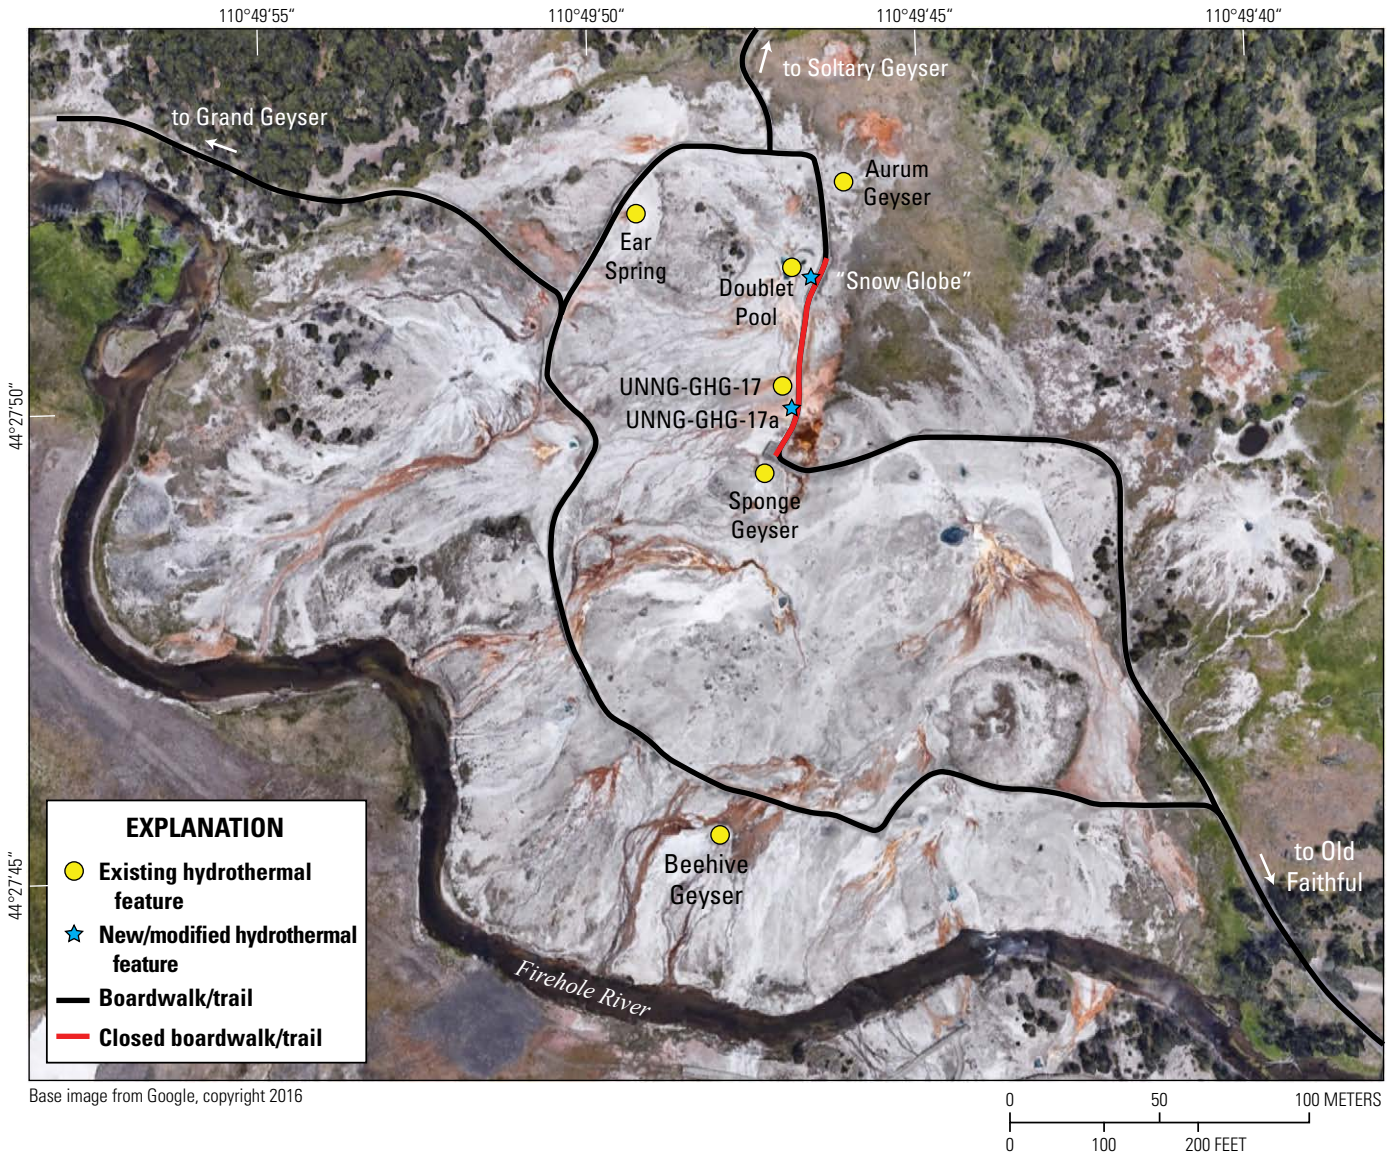 110°49′55″
110°49′50″
110°49′45″
110°49′40″
to Soltary Geyser
to Grand Geyser
Aurum
Geyser
Ear
Spring
Doublet
Pool
“Snow Globe”
44°27′50″
UNNG-GHG-17
UNNG-GHG-17a
Sponge
Geyser
Beehive
Geyser
to Old
Faithful
44°27′45″
Firehole River
EXPLANATION
Existing hydrothermal
feature
New/modified hydrothermal
feature
Boardwalk/trail
Closed boardwalk/trail
Base image from Google, copyright 2016
0 50 100 METERS
0 100 200 FEET